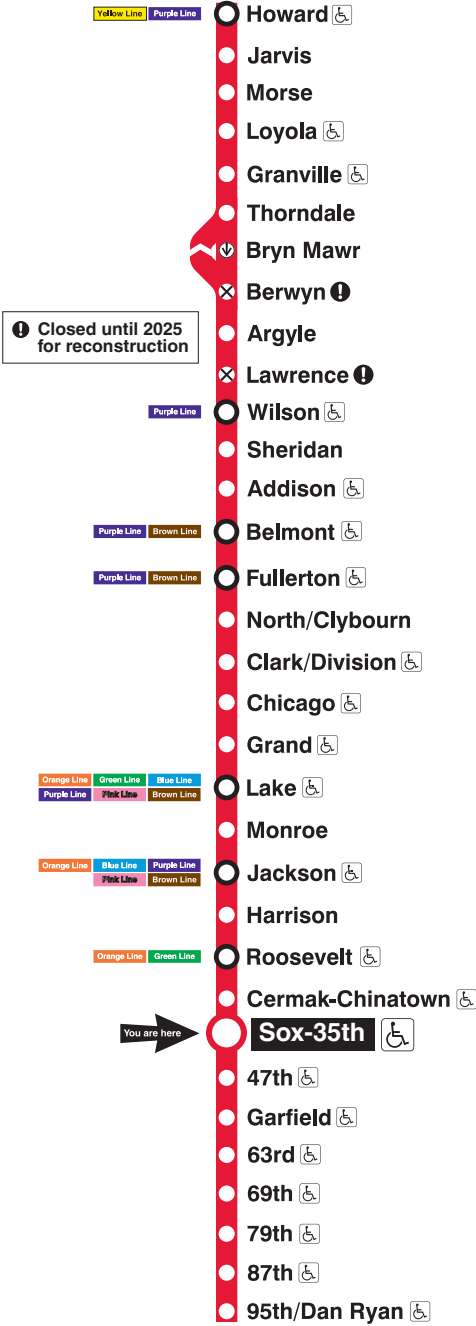 Yellow Line Purple Line Howard
Jarvis
Morse
Loyola
Granville
Thorndale
Bryn Mawr
Berwyn !
! Closed until 2025
for reconstruction
Argyle
Lawrence !
Purple Line Wilson
Sheridan
Addison
Purple Line Brown Line Belmont
Purple Line Brown Line Fullerton
North/Clybourn
Clark/Division
Chicago
Grand
Orange Line Green Line Blue Line
Purple Line Pink Line Brown Line
Lake
Monroe
Orange Line Blue Line Purple Line
Pink Line Brown Line
Jackson
Harrison
Orange Line Green Line Roosevelt
Cermak-Chinatown
You are here Sox-35th
47th
Garfield
63rd
69th
79th
87th
95th/Dan Ryan